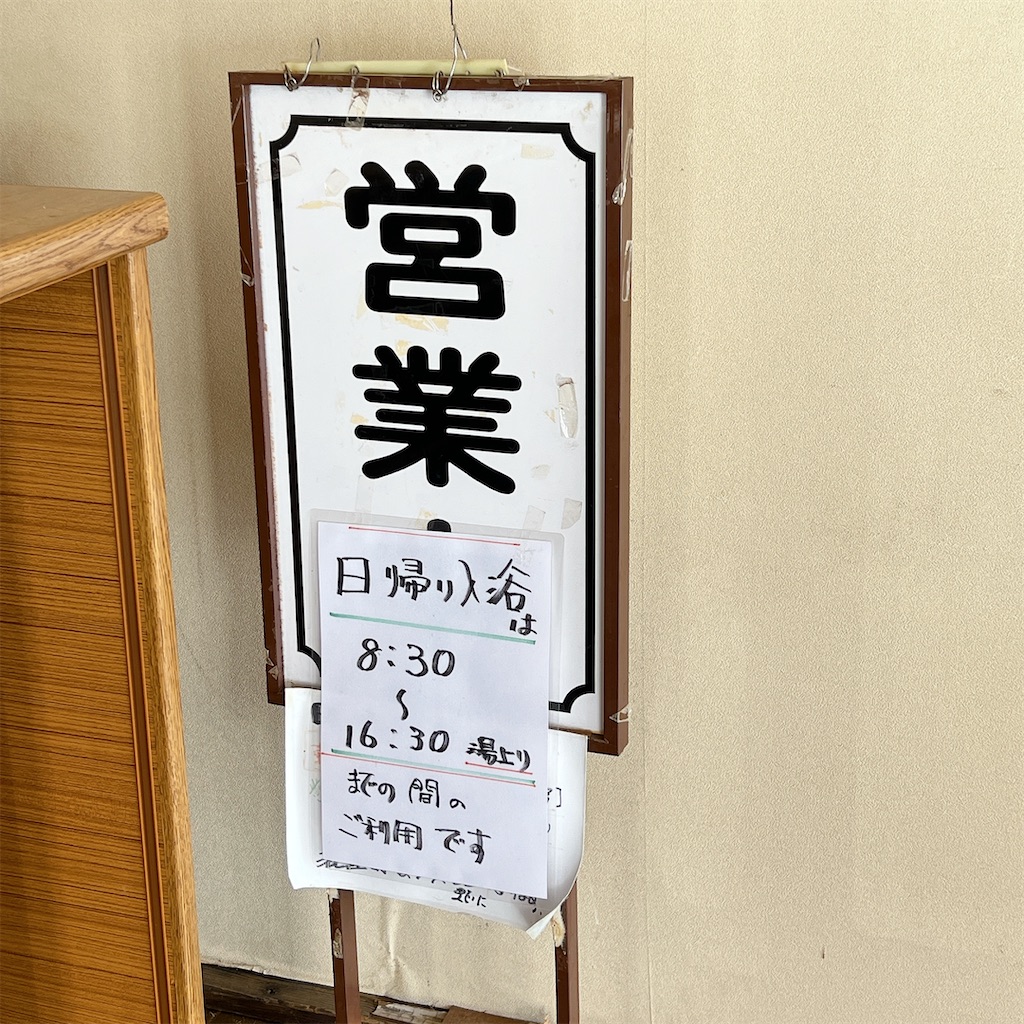 営業
日帰り入浴
は
8:30
〜
16:30 湯上り
までの間の
ご利用です